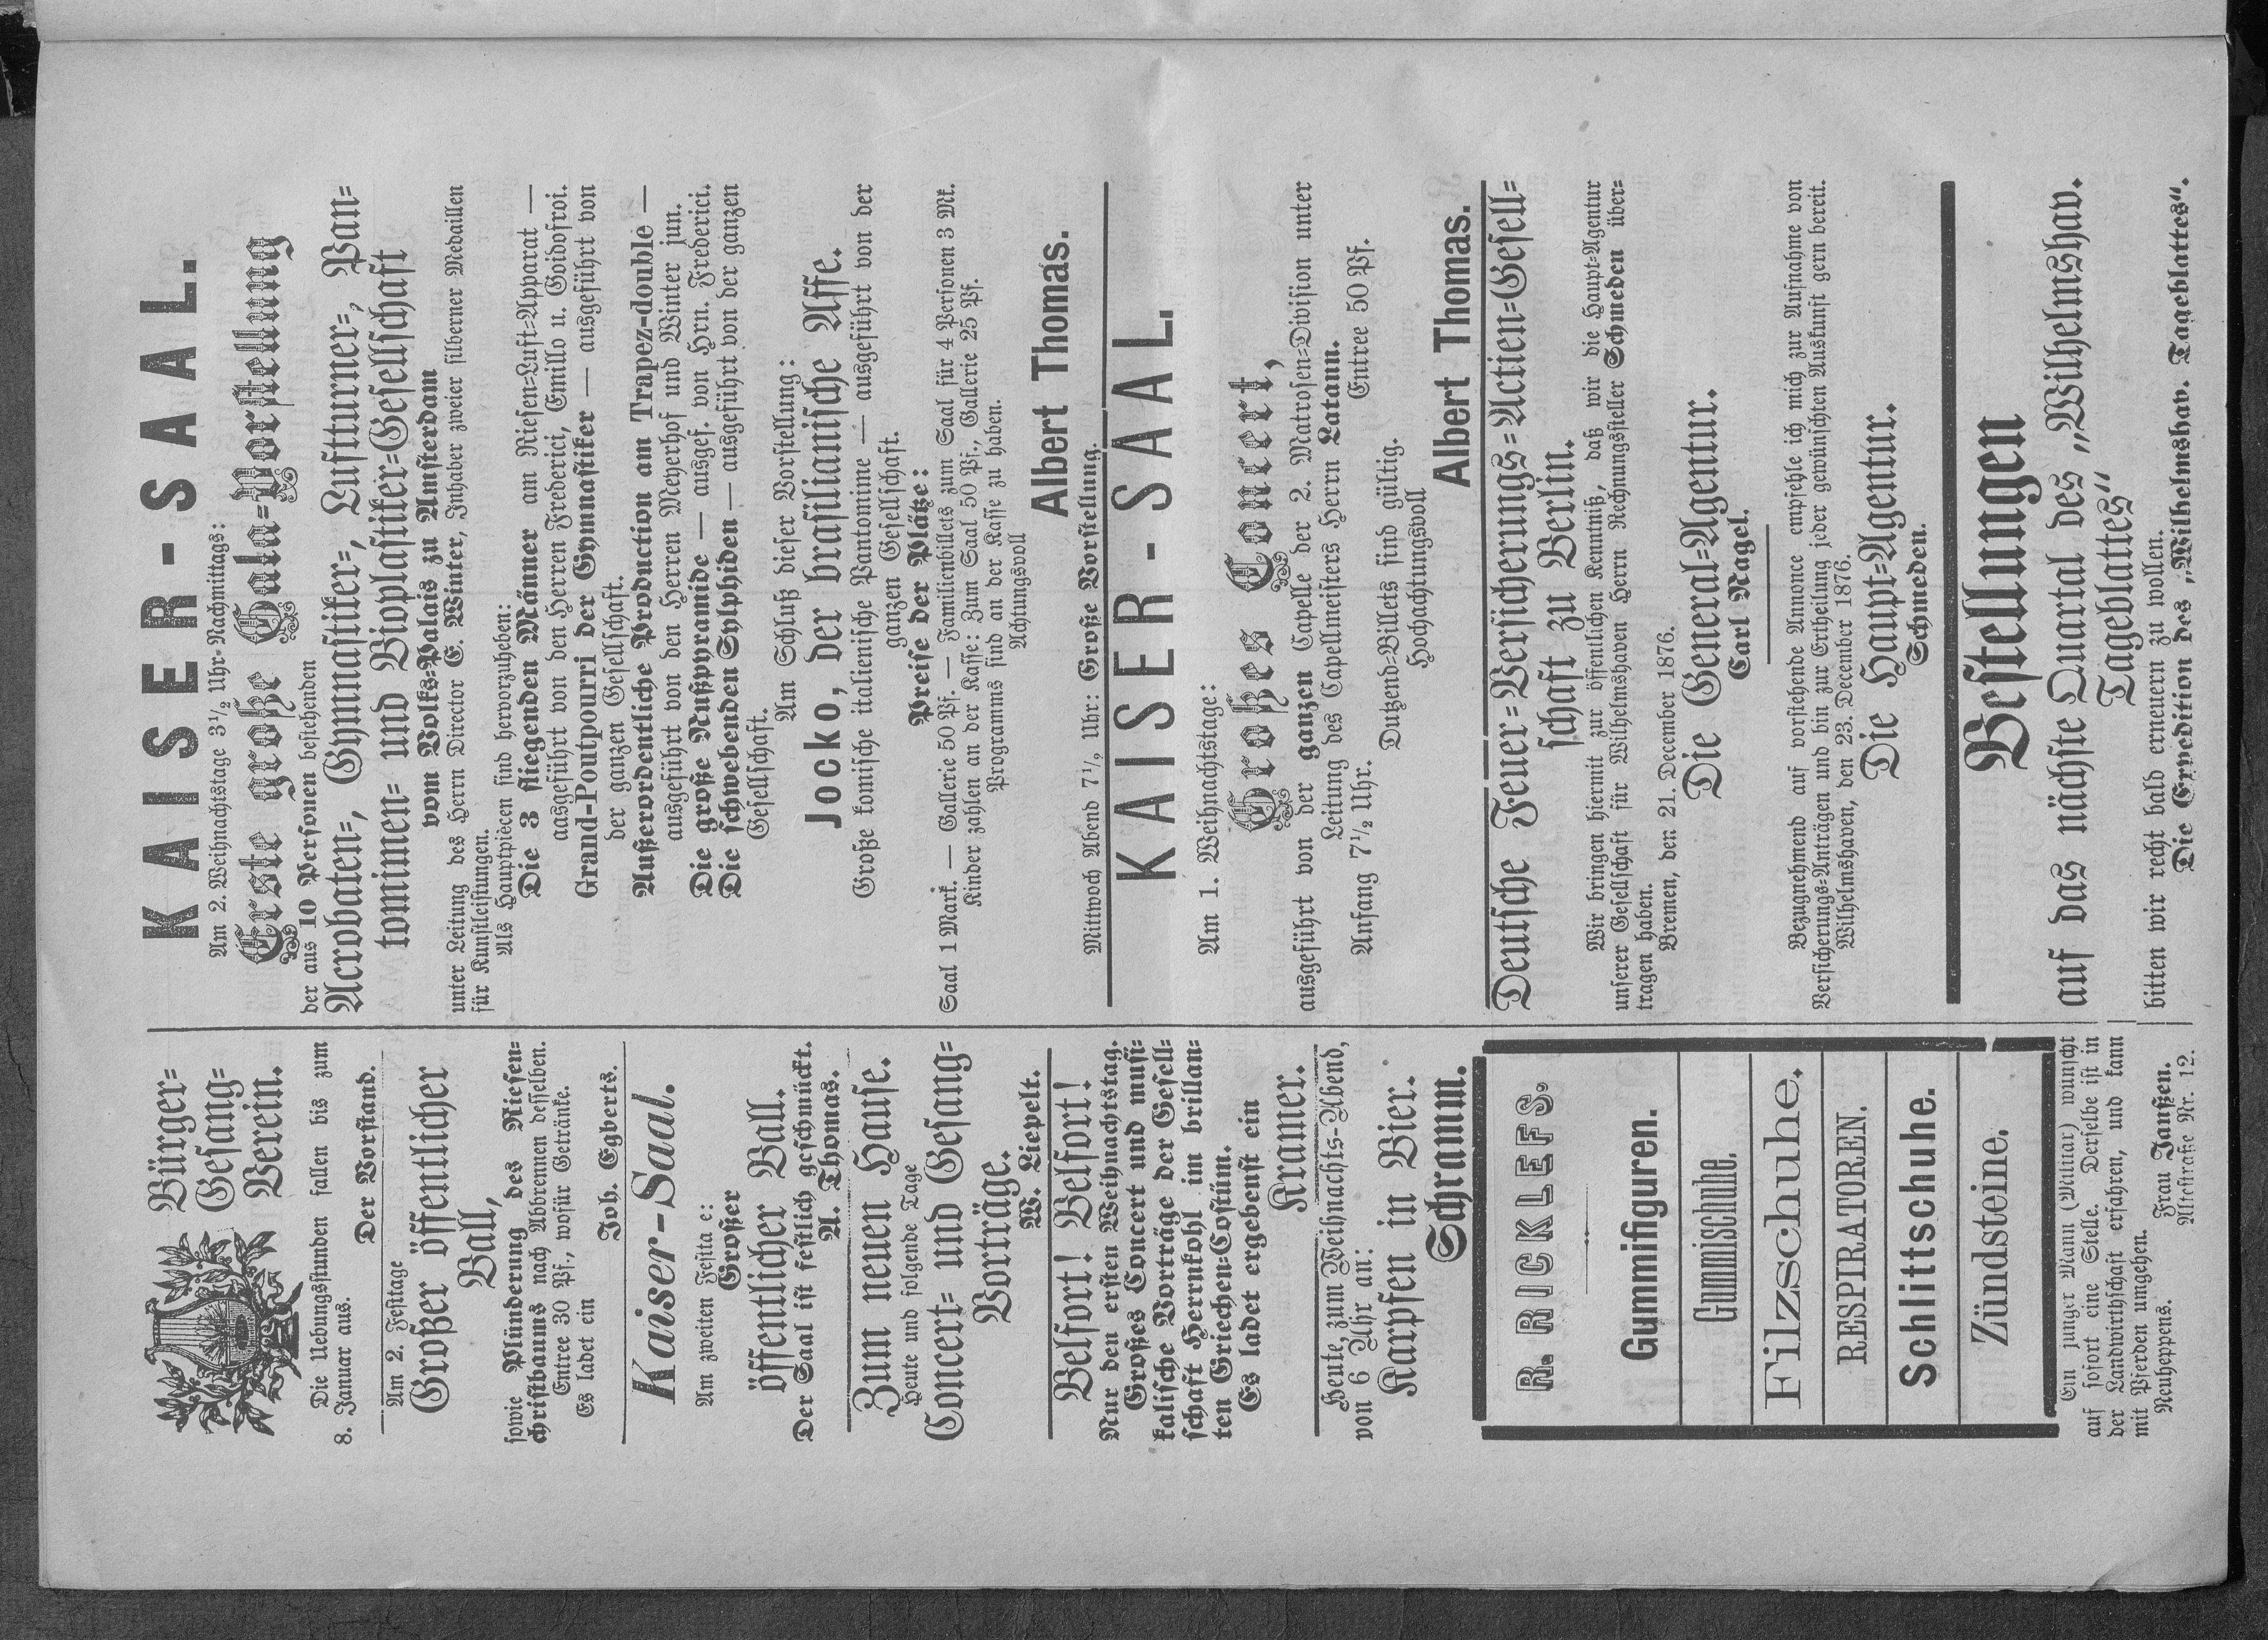 Bürger=
Gesang=
Verein.
Die Uebungsstunden fallen bis zum
8. Januar aus.
Der Vorstand.
Am 2. Festtage
Großer öffentlicher
Ball,
sowie Plünderung des Riesen=
christbaums nach Abbrennen desselben.
Entree 30 Pf., wofür Getränke.
Es ladet ein
Joh. Egberts.
Kaiser-Saal.
Am zweiten Festta e:
Großer
öffentlicher Ball.
Der Saal ist festlich geschmückt.
A. Thomas.
Zum neuen Hause.
Heute und folgende Tage
Concert= und Gesang=
Vorträge.
W. Liepelt.
Belfort! Belfort!
Nur den ersten Weihnachtstag.
Großes Concert und musi=
kalische Vorträge der Gesell=
schaft Herrnkohl im brillan=
ten Griechen=Costüm.
Es ladet ergebenst ein
Kramer.
Heute, zum Weihnachts-Abend,
von 6 Uhr an:
Karpfen in Bier.
Schramm.
R. RICKLEFS.
Gummifiguren.
Gummischuhe.
Filzschuhe.
RESPIRATOREN.
Schlittschuhe.
Zündsteine.
Ein junger Mann wünscht
auf sofort eine Stelle. Derselbe ist in
der Landwirthschaft erfahren, und kann
mit Pferden umgehen.
Neuheppens. Frau Janßen.
Altestraße Nr. 12.
KAISER-SAAL.
Am 2. Weihnachtstage 3½ Uhr-Nachmittags:
Erste große Gala=Vorstellung
der aus 10 Personen bestehenden
Acrobaten=, Gymnastiker=, Luftturner=, Pan=
tomimen= und Bioplastiker=Gesellschaft
vom Volks=Palais zu Amsterdam
unter Leitung des Herrn Director E. Winter, Inhaber zweier silberner Medaillen
für Kunstleistungen.
Als Hauptpiècen sind hervorzuheben:
Die 3 fliegenden Männer am Riesen=Luft=Apparat —
ausgeführt von den Herren Frederici, Emillo u. Goidofroi.
Grand-Poutpourri der Gymnastiker — ausgeführt von
der ganzen Gesellschaft.
Außerordentliche Production am Trapez-double —
ausgeführt von den Herren Meyerhof und Winter jun.
Die große Nußpyramide — ausgef. von Hrn. Frederici.
Die schwebenden Sylphiden — ausgeführt von der ganzen
Gesellschaft.
Am Schluß dieser Vorstellung:
Jocko, der brasilianische Affe.
Große komische italienische Pantomime — ausgeführt von der
ganzen Gesellschaft.
Preise der Plätze:
Saal 1 Mark. — Gallerie 50 Pf. — Familienbillets zum Saal für 4 Personen 3 Mk.
Kinder zahlen an der Kasse: Zum Saal 50 Pf., Gallerie 25 Pf.
Programms sind an der Kasse zu haben.
Achtungsvoll
Albert Thomas.
Mittwoch Abend 7½ Uhr: Große Vorstellung.
KAISER-SAAL.
Am 1. Weihnachtstage:
Großes Concert,
ausgeführt von der ganzen Capelle der 2. Matrosen=Division unter
Leitung des Capellmeisters Herrn Latann.
Anfang 7½ Uhr. Entree 50 Pf.
Dutzend=Billets sind gültig.
Hochachtungsvoll
Albert Thomas.
Deutsche Feuer=Versicherungs=Actien=Gesell=
schaft zu Berlin.
Wir bringen hiermit zur öffentlichen Kenntniß, daß wir die Haupt=Agentur
unserer Gesellschaft für Wilhelmshaven Herrn Rechnungssteller Schmeden über=
tragen haben.
Bremen, den 21. December 1876.
Die General=Agentur.
Carl Nagel.
Bezugnehmend auf vorstehende Annonce empfehle ich mich zur Aufnahme von
Versicherungs=Anträgen und bin zur Ertheilung jeder gewünschten Auskunft gern bereit.
Wilhelmshaven, den 23. December 1876.
Die Haupt=Agentur.
Schmeden.
Bestellungen
auf das nächste Quartal des „Wilhelmshav.
Tageblattes“
bitten wir recht bald erneuern zu wollen.
Die Expedition des „Wilhelmshav. Tageblattes“.